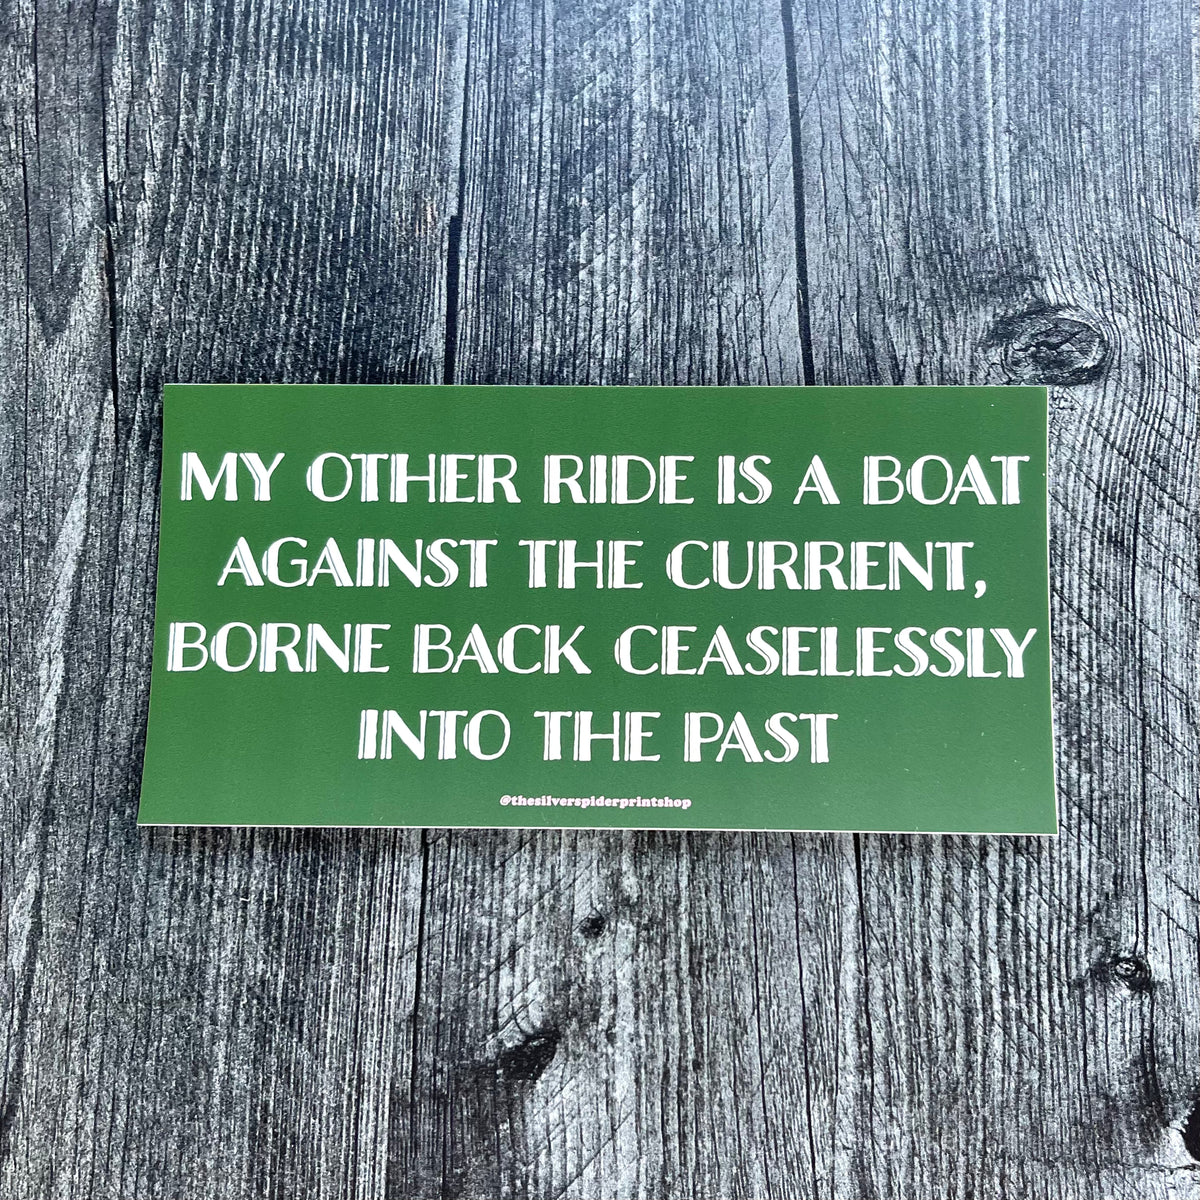 MY OTHER RIDE IS A BOAT
AGAINST THE CURRENT,
BORNE BACK CEASELESSLY
INTO THE PAST
@thesilverspiderprintshop